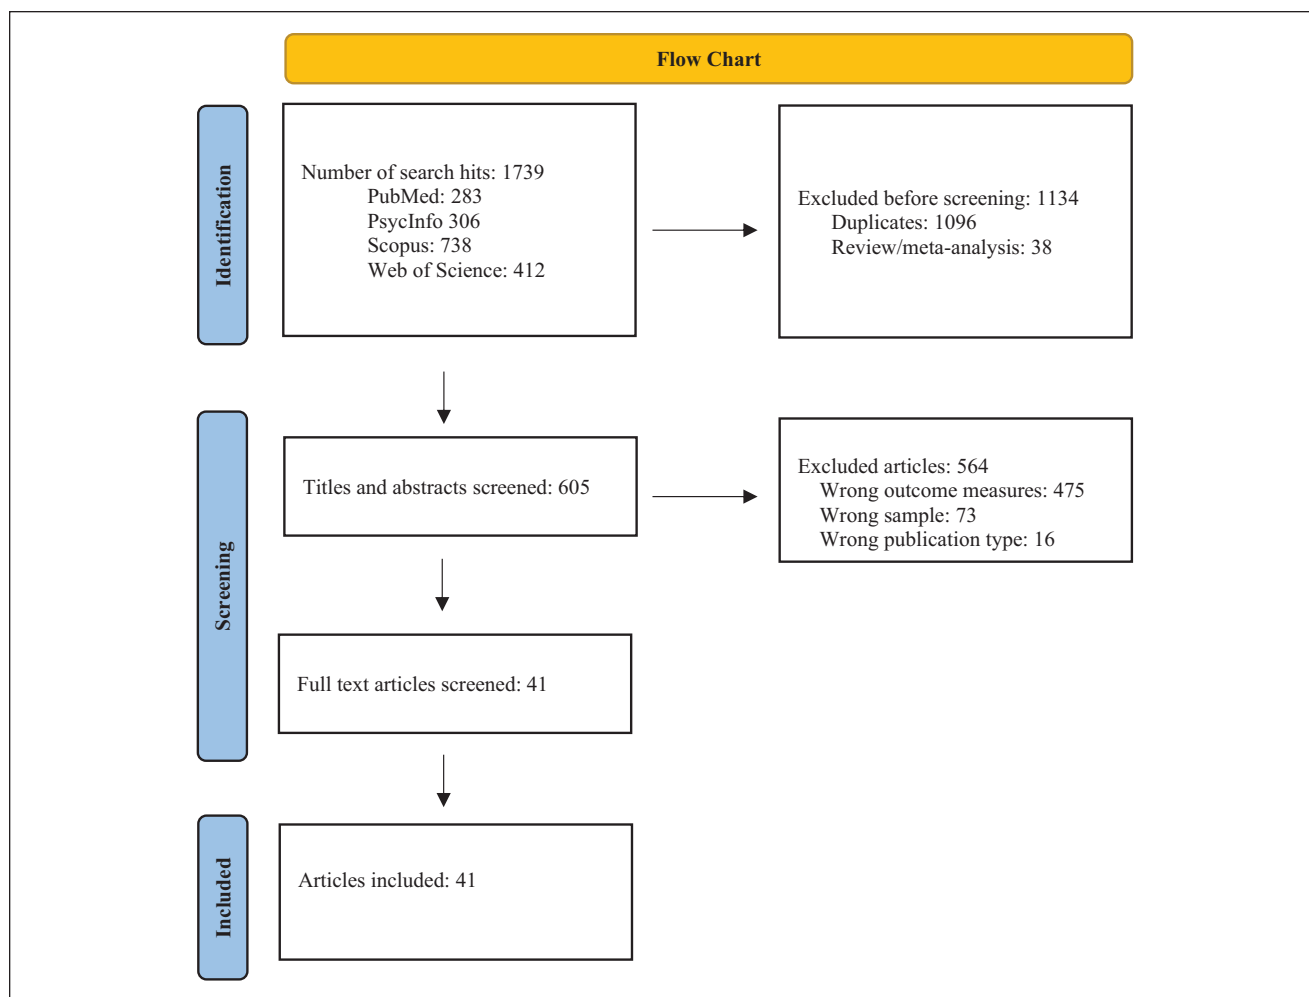 Flow Chart
Identification
Number of search hits: 1739
PubMed: 283
PsycInfo 306
Scopus: 738
Web of Science: 412
Excluded before screening: 1134
Duplicates: 1096
Review/meta-analysis: 38
Screening
Titles and abstracts screened: 605
Excluded articles: 564
Wrong outcome measures: 475
Wrong sample: 73
Wrong publication type: 16
Full text articles screened: 41
Included
Articles included: 41